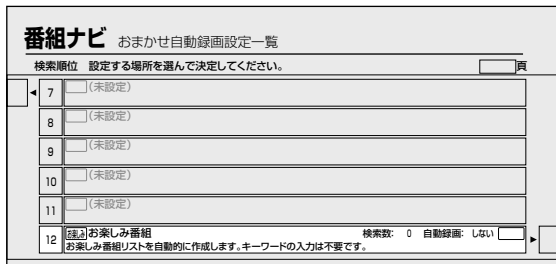 番組ナビ おまかせ自動録画設定一覧
検索順位 設定する場所を選んで決定してください。 頁
7 (未設定)
8 (未設定)
9 (未設定)
10 (未設定)
11 (未設定)
12 お楽しみ番組 検索数: 0 自動録画: しない
お楽しみ番組リストを自動的に作成します。キーワードの入力は不要です。